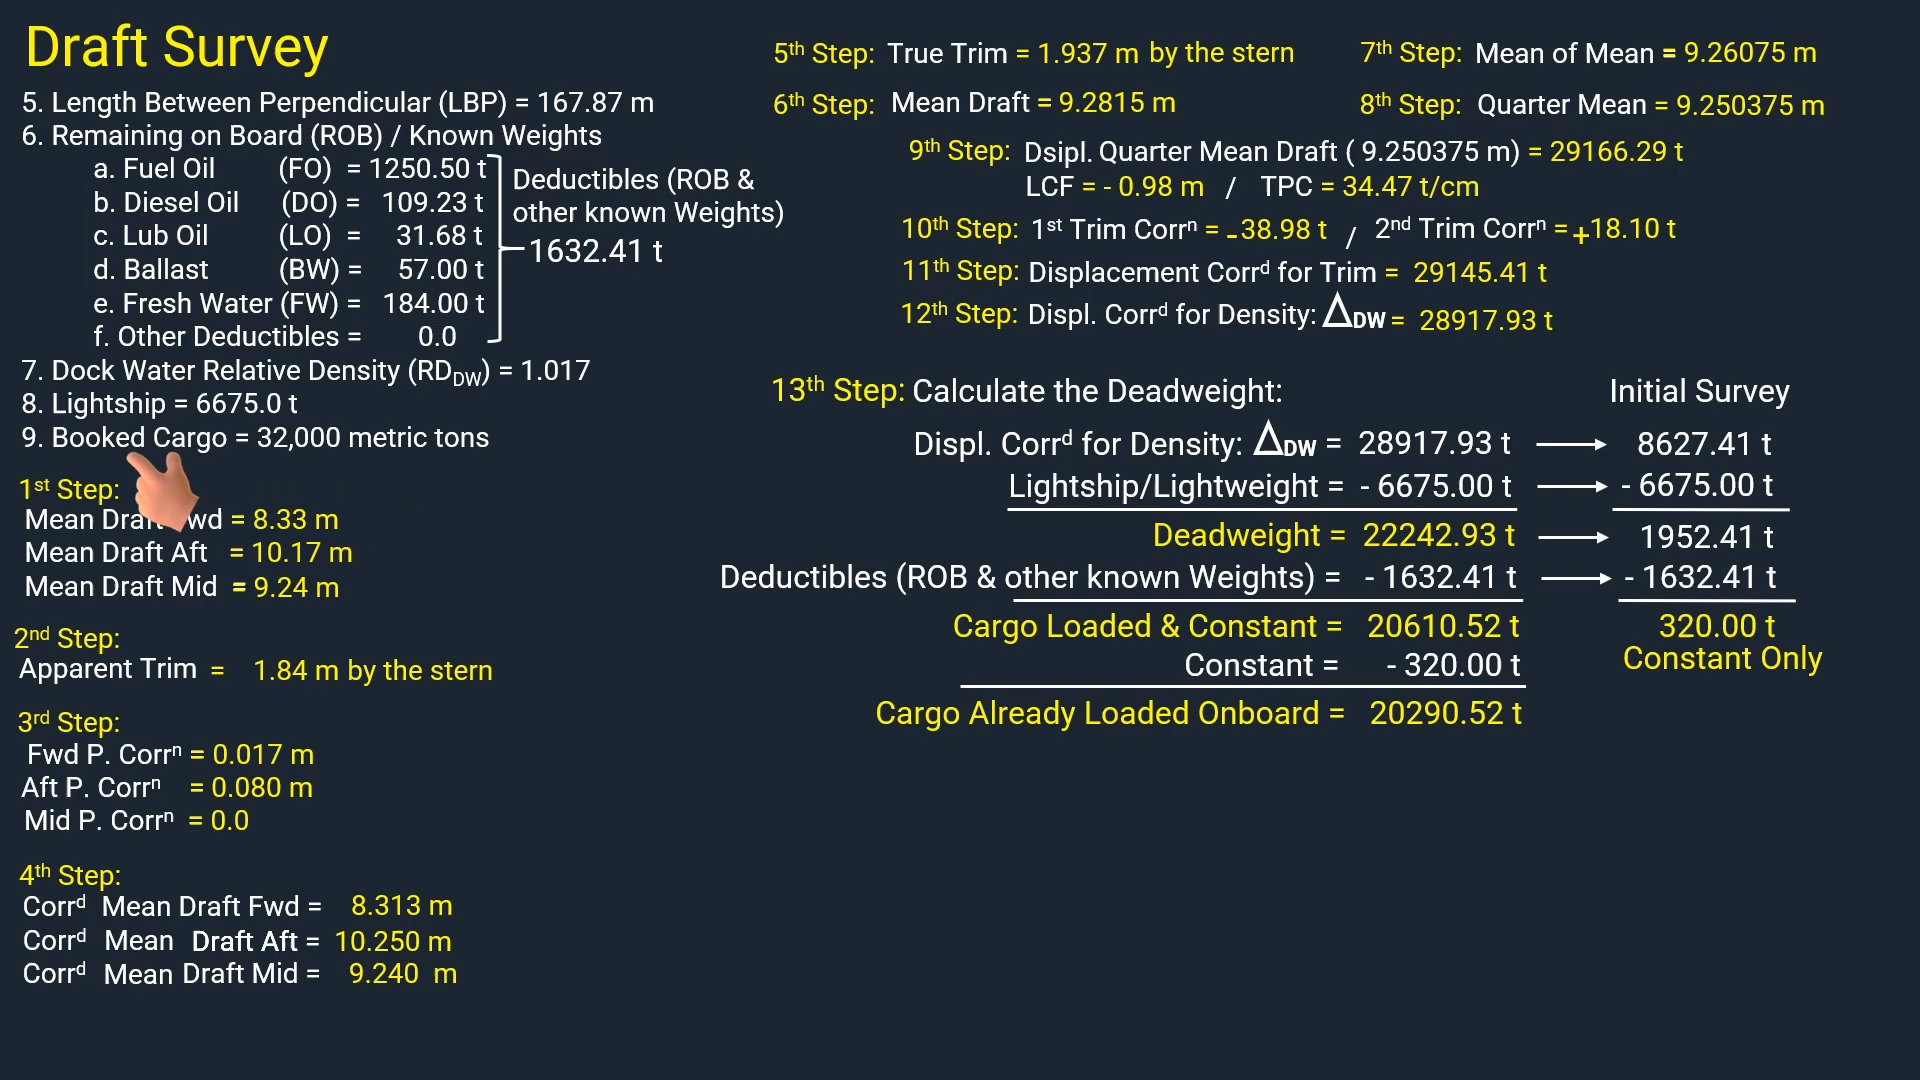 Draft Survey
5. Length Between Perpendicular (LBP) = 167.87 m
6. Remaining on Board (ROB) / Known Weights
a. Fuel Oil (FO) = 1250.50 t
b. Diesel Oil (DO) = 109.23 t
c. Lub Oil (LO) = 31.68 t
d. Ballast (BW) = 57.00 t
e. Fresh Water (FW) = 184.00 t
f. Other Deductibles = 0.0
Deductibles (ROB &
other known Weights)
1632.41 t
7. Dock Water Relative Density (RDDW) = 1.017
8. Lightship = 6675.0 t
9. Booked Cargo = 32,000 metric tons
1st Step:
Mean Draft wd = 8.33 m
Mean Draft Aft = 10.17 m
Mean Draft Mid = 9.24 m
2nd Step:
Apparent Trim = 1.84 m by the stern
3rd Step:
Fwd P. Corrn = 0.017 m
Aft P. Corrn = 0.080 m
Mid P. Corrn = 0.0
4th Step:
Corrd Mean Draft Fwd = 8.313 m
Corrd Mean Draft Aft = 10.250 m
Corrd Mean Draft Mid = 9.240 m
5th Step: True Trim = 1.937 m by the stern
7th Step: Mean of Mean = 9.26075 m
6th Step: Mean Draft = 9.2815 m
8th Step: Quarter Mean = 9.250375 m
9th Step: Dsipl. Quarter Mean Draft ( 9.250375 m) = 29166.29 t
LCF = - 0.98 m / TPC = 34.47 t/cm
10th Step: 1st Trim Corrn = -38.98 t / 2nd Trim Corrn = +18.10 t
11th Step: Displacement Corrd for Trim = 29145.41 t
12th Step: Displ. Corrd for Density: ΔDW = 28917.93 t
13th Step: Calculate the Deadweight: Initial Survey
Displ. Corrd for Density: ΔDW = 28917.93 t → 8627.41 t
Lightship/Lightweight = - 6675.00 t → - 6675.00 t
Deadweight = 22242.93 t → 1952.41 t
Deductibles (ROB & other known Weights) = - 1632.41 t → - 1632.41 t
Cargo Loaded & Constant = 20610.52 t 320.00 t
Constant Only
Constant = - 320.00 t
Cargo Already Loaded Onboard = 20290.52 t